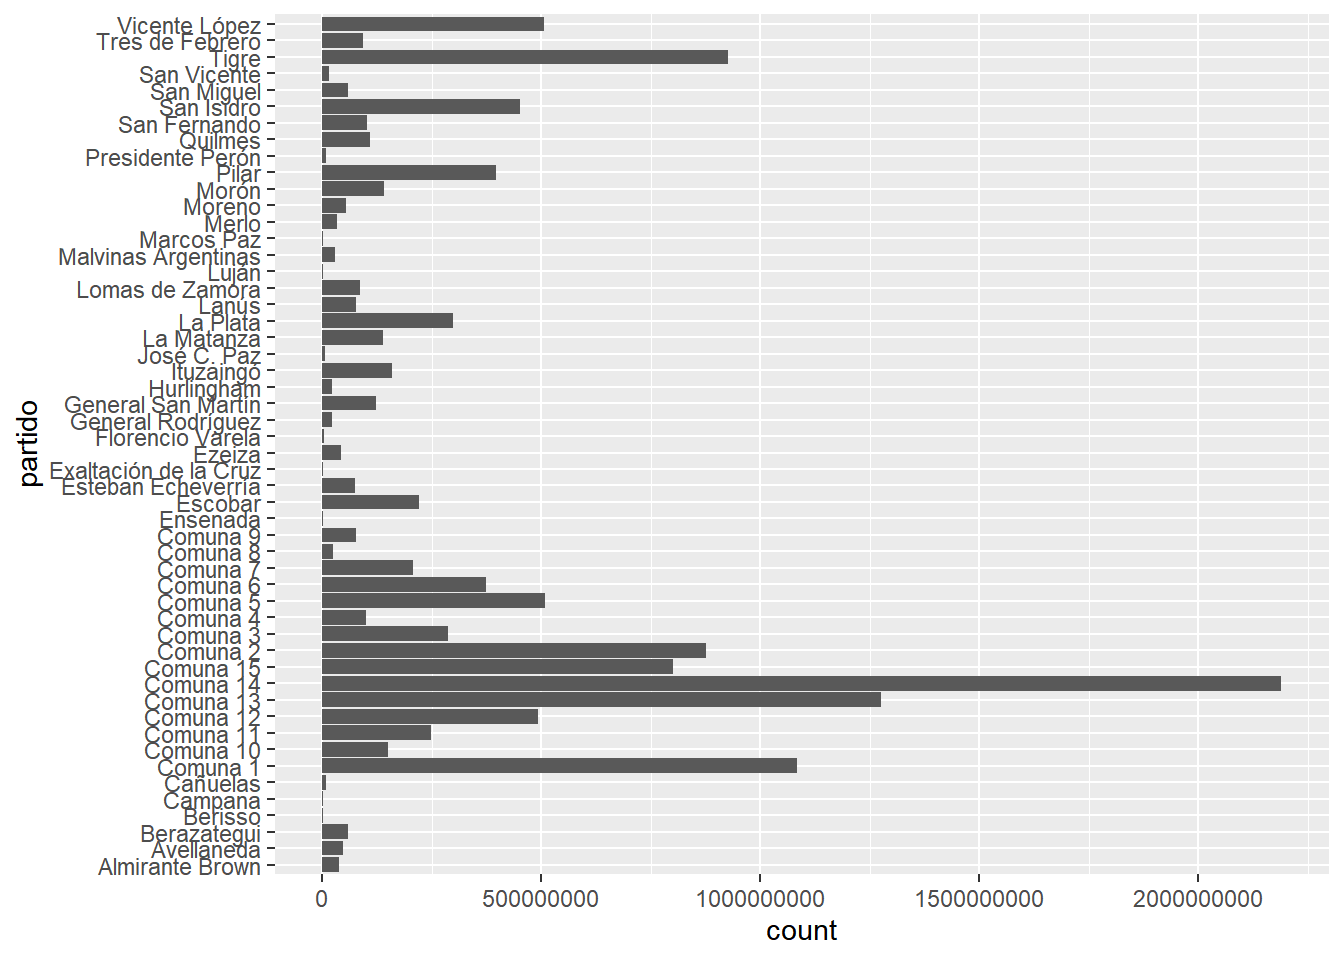 Vicente López
Tres de Febrero
Tigre
San Vicente
San Miguel
San Isidro
San Fernando
Quilmes
Presidente Perón
Pilar
Morón
Moreno
Merlo
Marcos Paz
Malvinas Argentinas
Luján
Lomas de Zamora
Lanús
La Plata
La Matanza
José C. Paz
Ituzaingó
Hurlingham
General San Martín
General Rodríguez
Florencio Varela
Ezeiza
Exaltación de la Cruz
Esteban Echeverría
Escobar
Ensenada
Comuna 9
Comuna 8
Comuna 7
Comuna 6
Comuna 5
Comuna 4
Comuna 3
Comuna 2
Comuna 15
Comuna 14
Comuna 13
Comuna 12
Comuna 11
Comuna 10
Comuna 1
Cañuelas
Campana
Berisso
Berazategui
Avellaneda
Almirante Brown
partido
0 500000000 1000000000 1500000000 2000000000
count